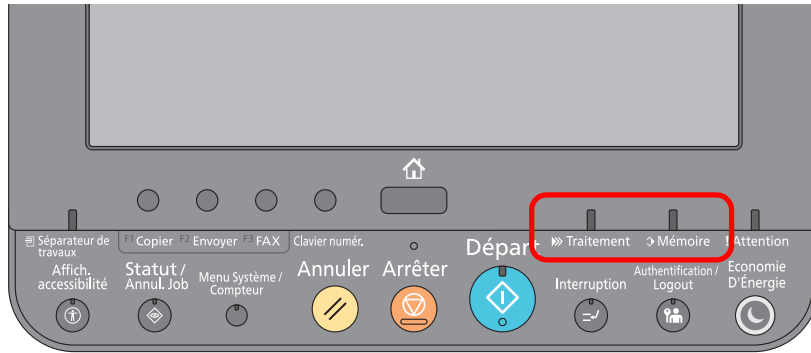 Séparateur de
travaux
F1 Copier F2 Envoyer F3 FAX
Clavier numér.
Départ
Traitement
Mémoire
! Attention
Affich.
accessibilité
Statut /
Annul. Job
Menu Système /
Compteur
Annuler
Arrêter
Interruption
Authentification /
Logout
Economie
D'Énergie